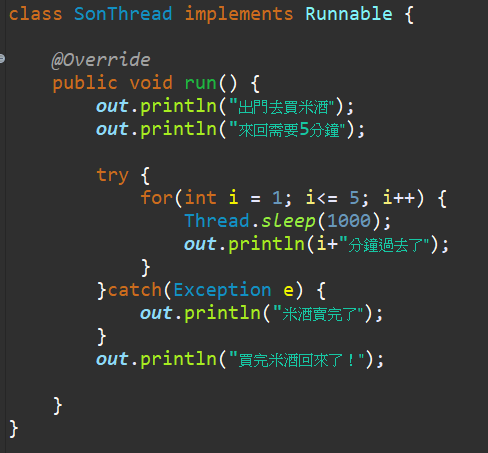 class SonThread implements Runnable {
@Override
public void run() {
out.println("出門去買米酒");
out.println("來回需要5分鐘");
try {
for(int i = 1; i<= 5; i++) {
Thread.sleep(1000);
out.println(i+"分鐘過去了");
}
}catch(Exception e) {
out.println("米酒賣完了");
}
out.println("買完米酒回來了！");
}
}